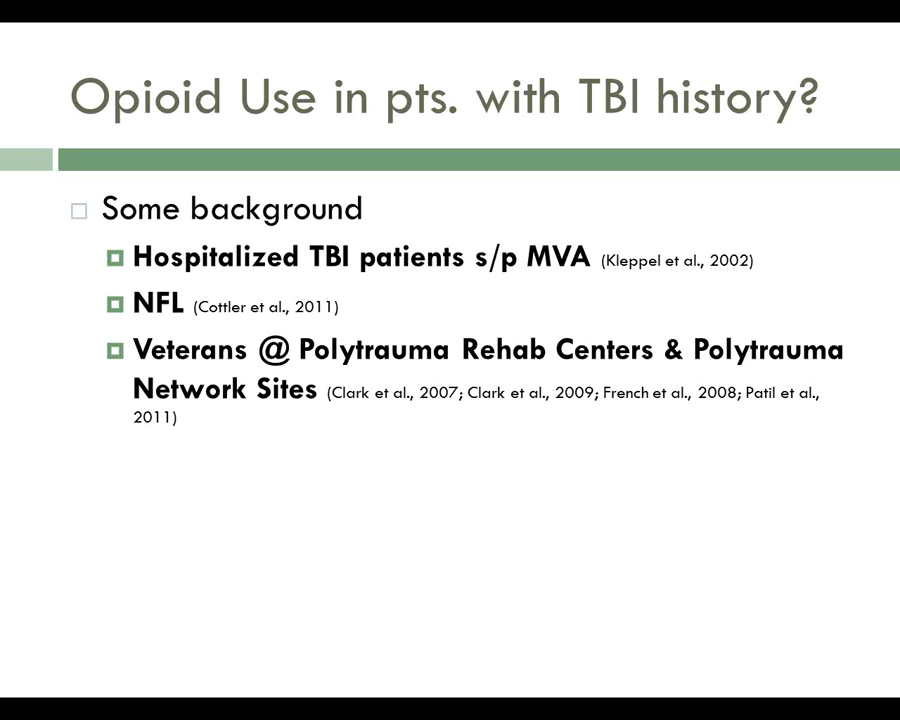 Opioid Use in pts. with TBI history?
Some background
Hospitalized TBI patients s/p MVA (Kleppel et al., 2002)
NFL (Cottler et al., 2011)
Veterans @ Polytrauma Rehab Centers & Polytrauma
Network Sites (Clark et al., 2007; Clark et al., 2009; French et al., 2008; Patil et al.,
2011)